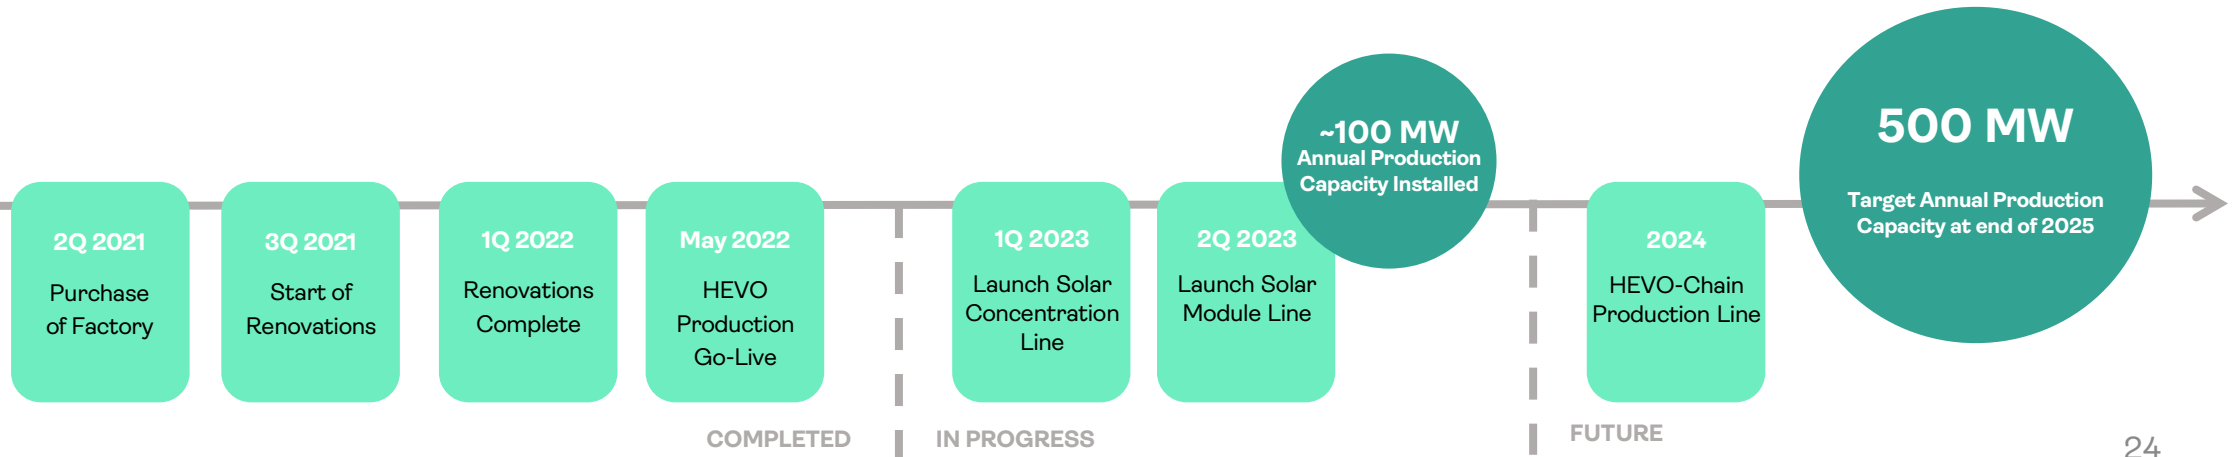 2Q 2021
Purchase
of Factory
3Q 2021
Start of
Renovations
1Q 2022
Renovations
Complete
May 2022
HEVO
Production
Go-Live
COMPLETED
1Q 2023
Launch Solar
Concentration
Line
2Q 2023
Launch Solar
Module Line
~100 MW
Annual Production
Capacity Installed
IN PROGRESS
2024
HEVO-Chain
Production Line
500 MW
Target Annual Production
Capacity at end of 2025
FUTURE
24